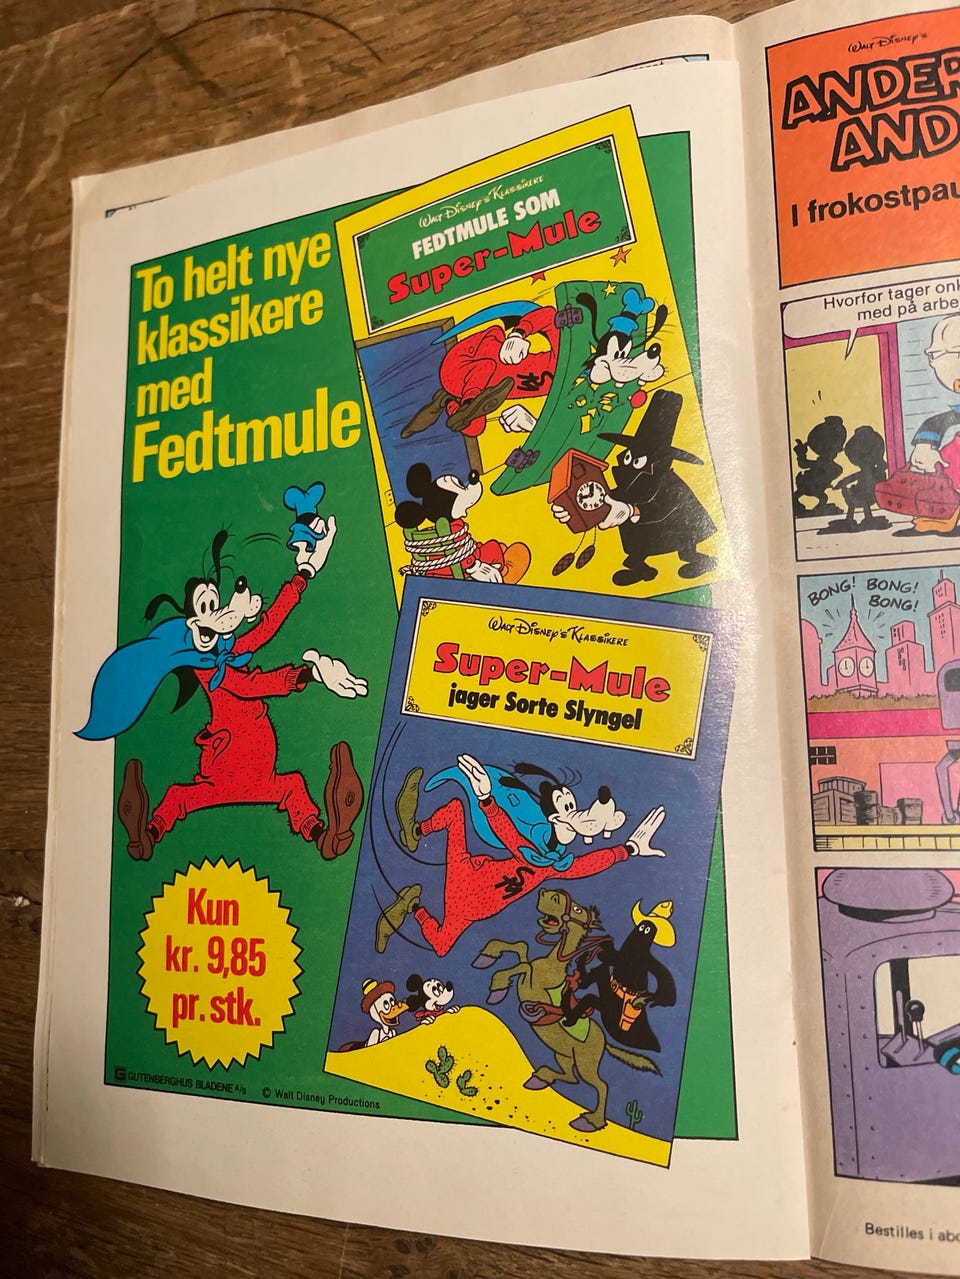 To helt nye
klassikere
med
Fedtmule
WALT DISNEY'S KLASSIKERE
FEDTMULE SOM
Super-Mule
SM
WALT DISNEY'S KLASSIKERE
Super-Mule
jager Sorte Slyngel
SM
Kun
kr. 9,85
pr. stk.
G GUTENBERGHUS BLADENE A/S © Walt Disney Productions
WALT DISNEY'S
ANDER
AND
I frokostpau
Hvorfor tager onk
med på arbe
BONG! BONG!
BONG!
Bestilles i abo